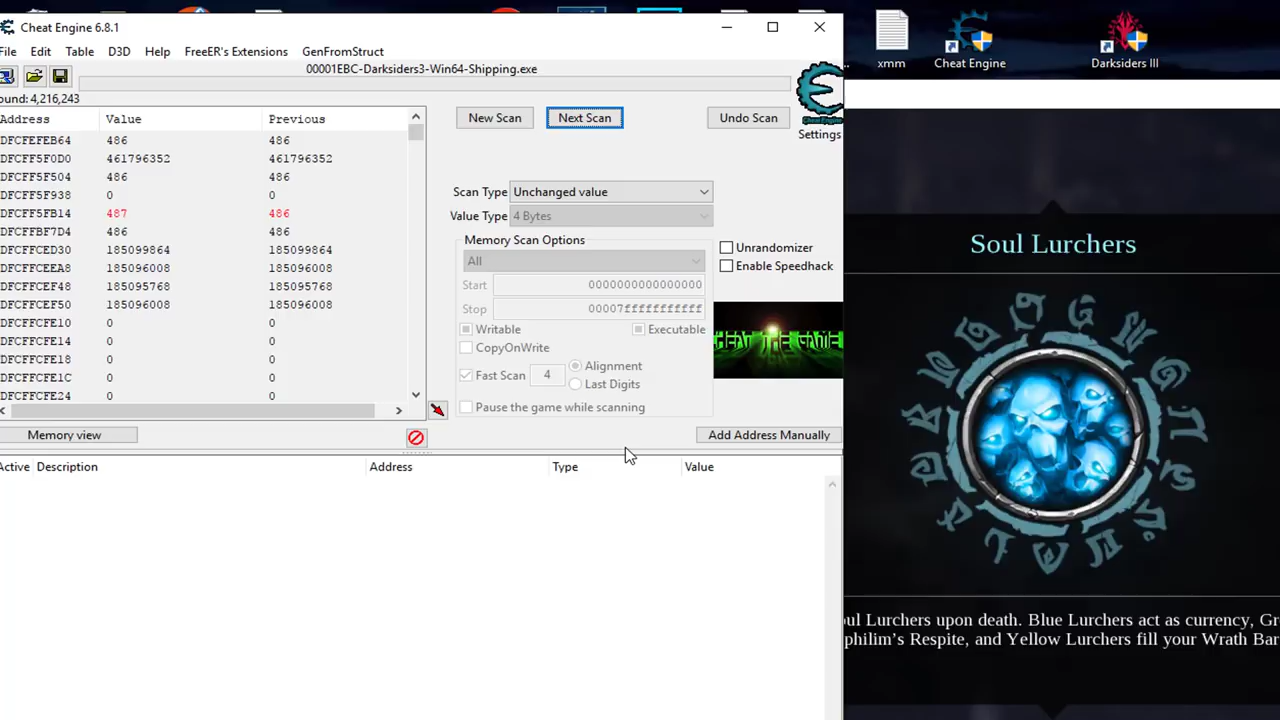 Cheat Engine 6.8.1
File Edit Table D3D Help FreeER's Extensions GenFromStruct
00001EBC-Darksiders3-Win64-Shipping.exe
ound: 4,216,243
Address Value Previous
DFCFEFEB64 486 486
DFCFF5F0D0 461796352 461796352
DFCFF5F504 486 486
DFCFF5F938 0 0
DFCFF5FB14 487 486
DFCFFBF7D4 486 486
DFCFFCED30 185099864 185099864
DFCFFCEEA8 185096008 185096008
DFCFFCEF48 185095768 185095768
DFCFFCEF50 185096008 185096008
DFCFFCFE10 0 0
DFCFFCFE14 0 0
DFCFFCFE18 0 0
DFCFFCFE1C 0 0
DFCFFCFE24 0 0
Memory view
New Scan Next Scan Undo Scan
Settings
Scan Type Unchanged value
Value Type 4 Bytes
Memory Scan Options
All
Start 0000000000000000
Stop 00007fffffffffff
Writable Executable
CopyOnWrite
Fast Scan 4 Alignment
Last Digits
Pause the game while scanning
Unrandomizer
Enable Speedhack
CHEAT THE GAME
Add Address Manually
Active Description Address Type Value
xmm
Cheat Engine
Darksiders III
Soul Lurchers
oul Lurchers upon death. Blue Lurchers act as currency, Gr
philim's Respite, and Yellow Lurchers fill your Wrath Bar